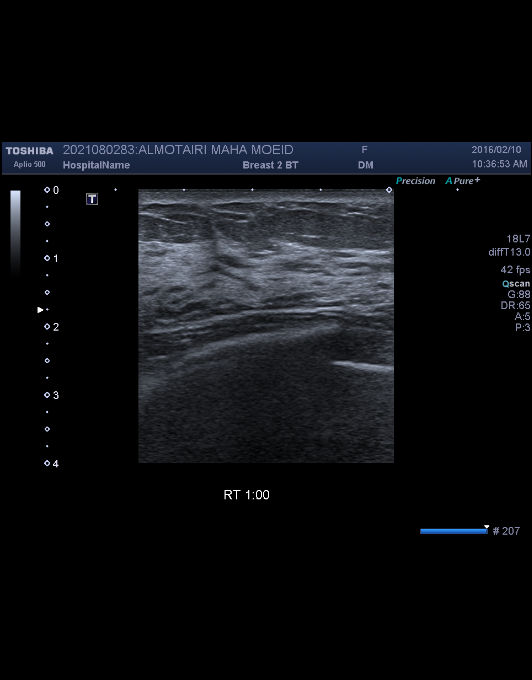 TOSHIBA 2021080283:ALMOTAIRI MAHA MOEID F 2016/02/10
Aplio 500 HospitalName Breast 2 BT DM 10:36:53 AM
Precision APure+
T
0
1
2
3
4
18L7
diffT13.0
42 fps
Qscan
G:88
DR:65
A:5
P:3
RT 1:00
# 207